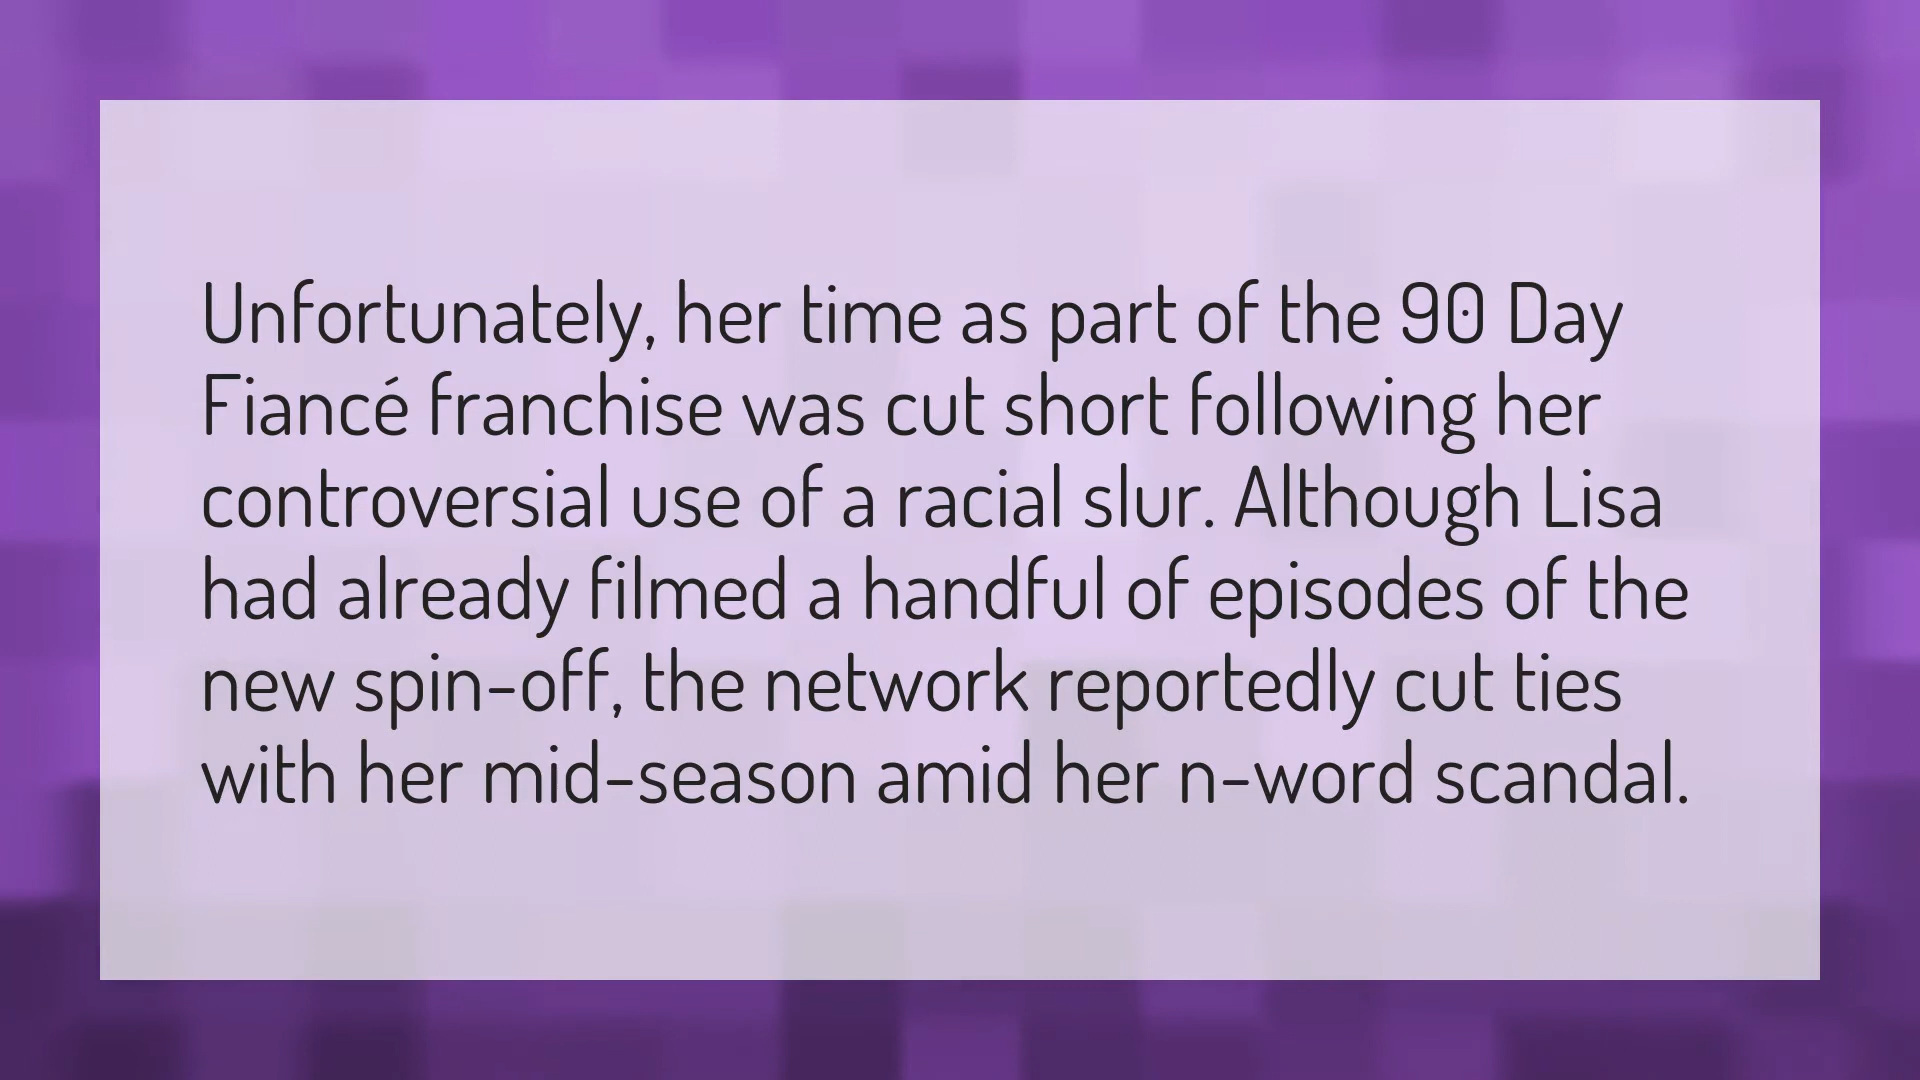 Unfortunately, her time as part of the 90 Day
Fiancé franchise was cut short following her
controversial use of a racial slur. Although Lisa
had already filmed a handful of episodes of the
new spin-off, the network reportedly cut ties
with her mid-season amid her n-word scandal.